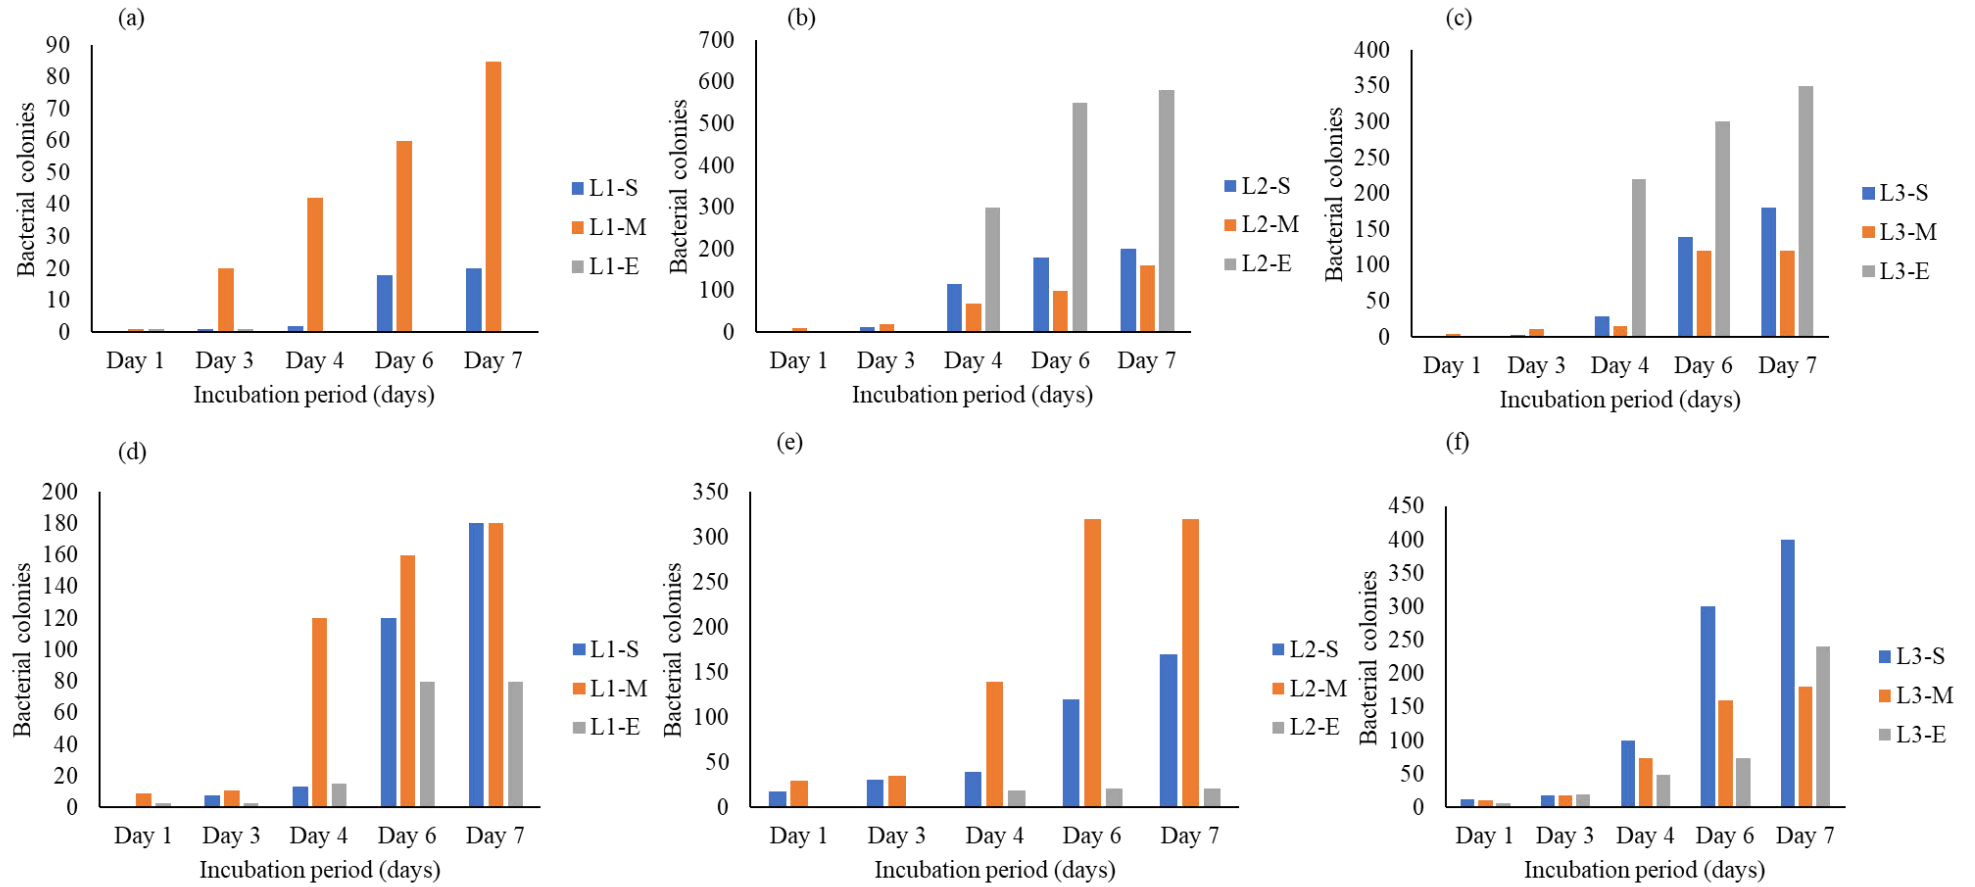 (a)
90
80
70
60
50
40
30
20
10
0
Bacterial colonies
Day 1 Day 3 Day 4 Day 6 Day 7
Incubation period (days)
L1-S
L1-M
L1-E
(b)
700
600
500
400
300
200
100
0
Bacterial colonies
Day 1 Day 3 Day 4 Day 6 Day 7
Incubation period (days)
L2-S
L2-M
L2-E
(c)
400
350
300
250
200
150
100
50
0
Bacterial colonies
Day 1 Day 3 Day 4 Day 6 Day 7
Incubation period (days)
L3-S
L3-M
L3-E
(d)
200
180
160
140
120
100
80
60
40
20
0
Bacterial colonies
Day 1 Day 3 Day 4 Day 6 Day 7
Incubation period (days)
L1-S
L1-M
L1-E
(e)
350
300
250
200
150
100
50
0
Bacterial colonies
Day 1 Day 3 Day 4 Day 6 Day 7
Incubation period (days)
L2-S
L2-M
L2-E
(f)
450
400
350
300
250
200
150
100
50
0
Bacterial colonies
Day 1 Day 3 Day 4 Day 6 Day 7
Incubation period (days)
L3-S
L3-M
L3-E